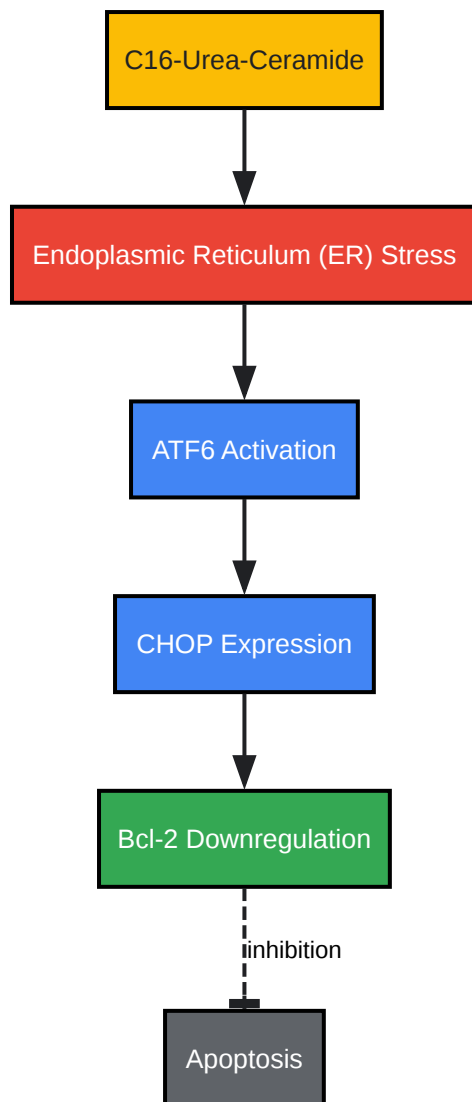 C16-Urea-Ceramide
Endoplasmic Reticulum (ER) Stress
ATF6 Activation
CHOP Expression
Bcl-2 Downregulation
inhibition
Apoptosis